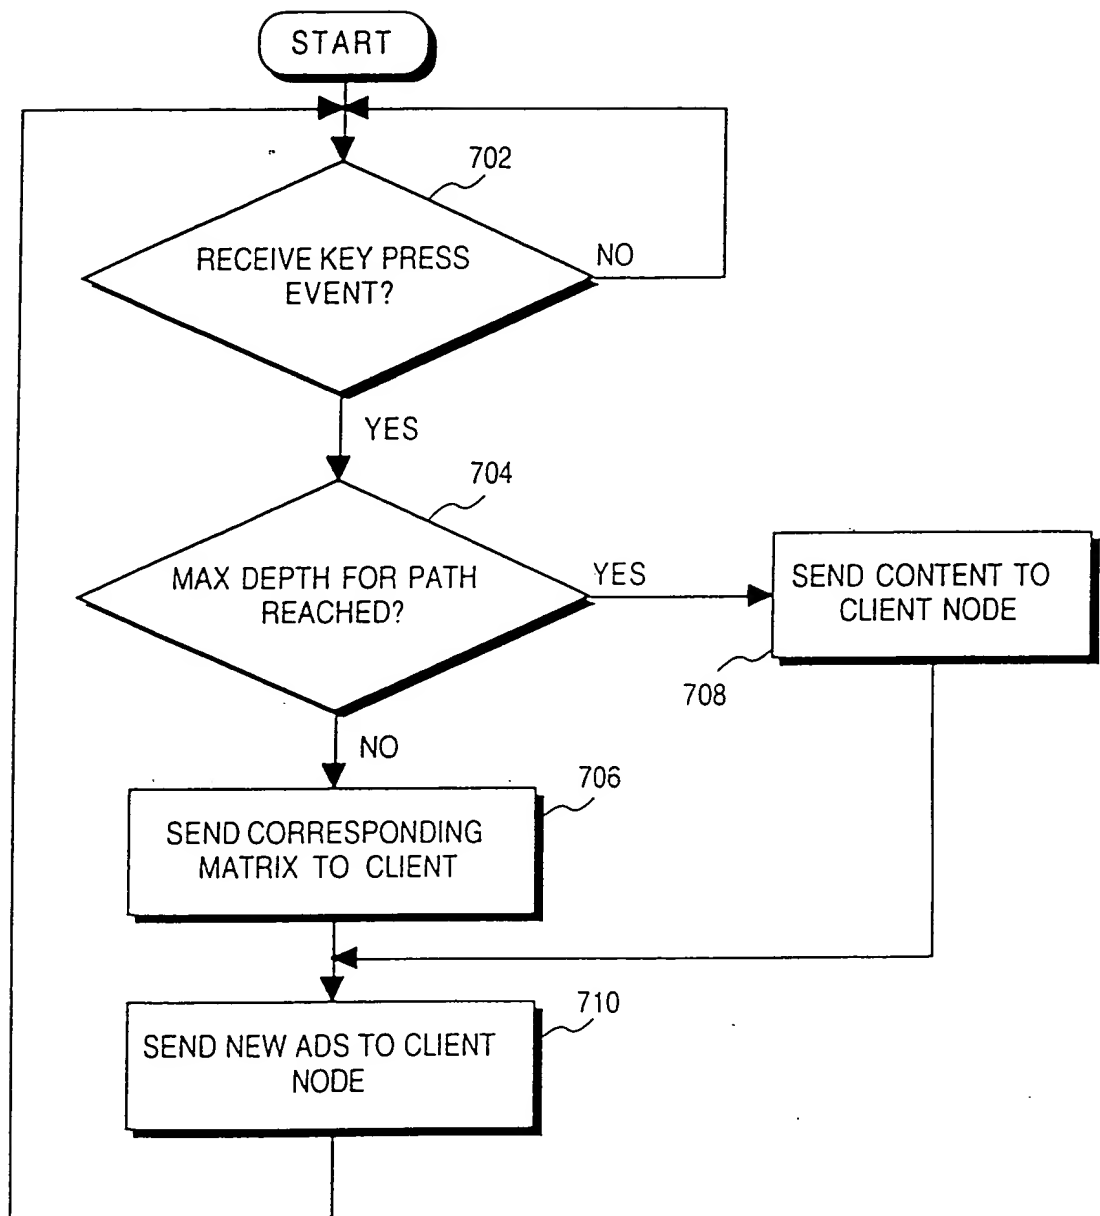 START
702
RECEIVE KEY PRESS
EVENT?
NO
YES
704
MAX DEPTH FOR PATH
REACHED?
YES
SEND CONTENT TO
CLIENT NODE
708
NO
706
SEND CORRESPONDING
MATRIX TO CLIENT
710
SEND NEW ADS TO CLIENT
NODE